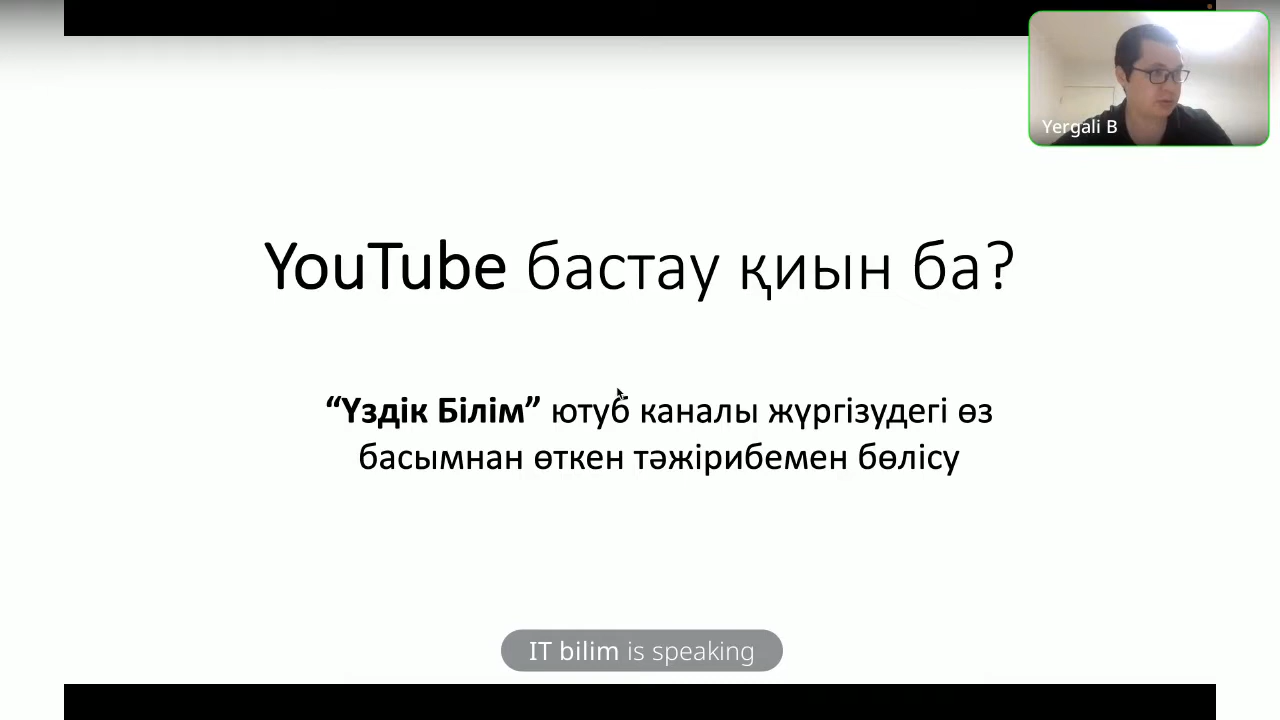 Yergali B
YouTube бастау қиын ба?
“Үздік Білім” ютуб каналы жүргізудегі өз
басымнан өткен тәжірибемен бөлісу
IT bilim is speaking